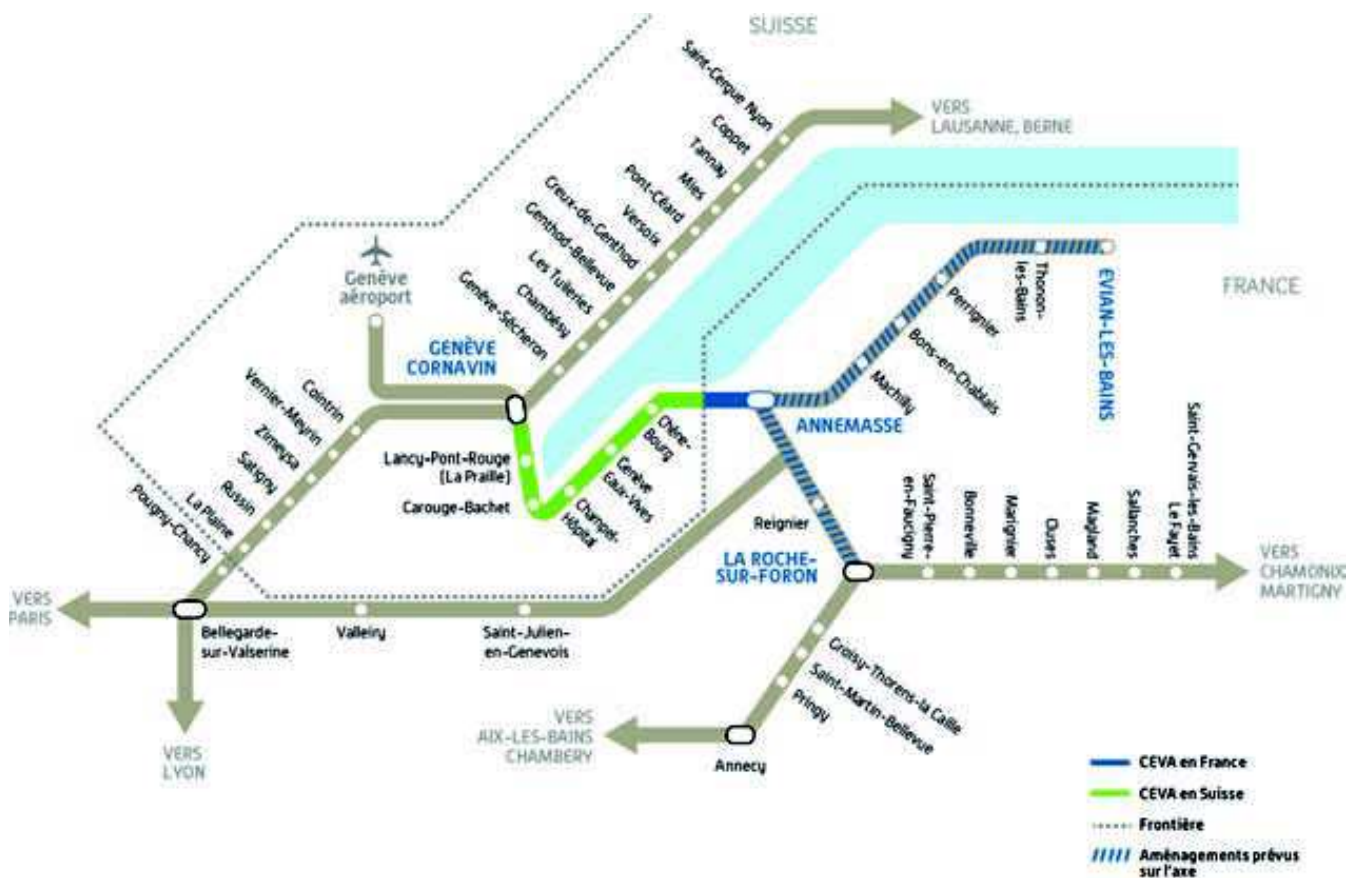 SUISSE
VERS
LAUSANNE, BERNE
Saint-Cergue Nyon
Coppet
Tannay
Mies
Pont-Céard
Versoix
Creux-de-Genthod
Genthod-Bellevue
Les Tuileries
Chambésy
Genève-Sécheron
Genève
aéroport
GENÈVE
CORNAVIN
FRANCE
EVIAN-LES-BAINS
Thonon-
les-Bains
Perrignier
Bons-en-Chablais
Machilly
ANNEMASSE
Chêne-
Bourg
Genève
Eaux-Vives
Champel-
Hôpital
Lancy-Pont-Rouge
(La Praille)
Carouge-Bachet
Cointrin
Vernier-Meyrin
Zimeysa
Satigny
Russin
La Plaine
Pougny-Chancy
Reignier
LA ROCHE-
SUR-FORON
Saint-Pierre-
en-Faucigny
Bonneville
Marignier
Cluses
Magland
Sallanches
Saint-Gervais-les-Bains
Le Fayet
VERS
CHAMONIX
MARTIGNY
VERS
PARIS
Bellegarde-
sur-Valserine
Valleiry
Saint-Julien-
en-Genevois
Groisy-Thorens-la Caille
Saint-Martin-Bellevue
Pringy
VERS
LYON
VERS
AIX-LES-BAINS
CHAMBERY
Annecy
CEVA en France
CEVA en Suisse
Frontière
Aménagements prévus
sur l'axe